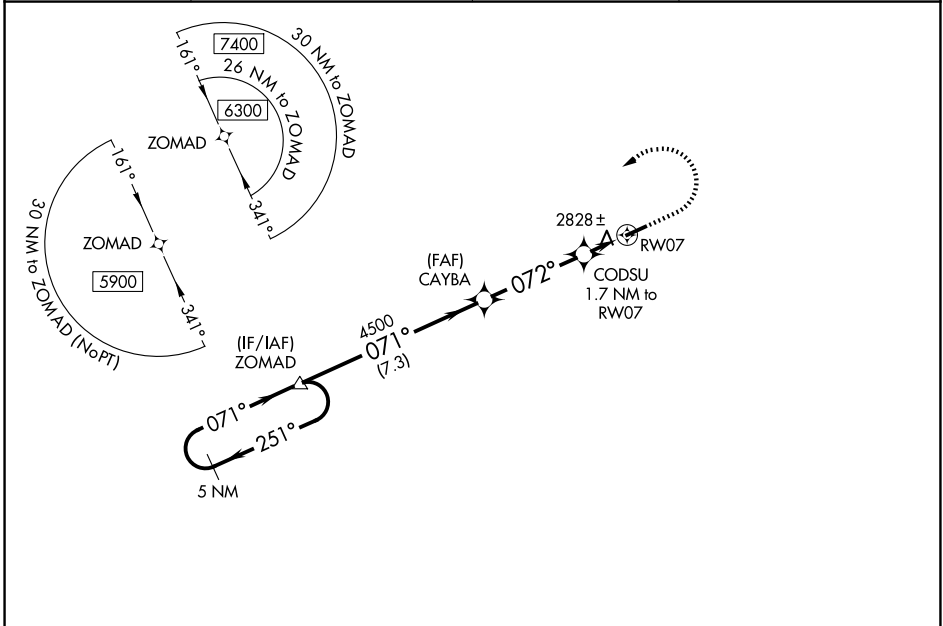 7400
30 NM to ZOMAD
161°
26 NM to ZOMAD
6300
ZOMAD
341°
161°
ZOMAD
5900
30 NM to ZOMAD (NoPT)
341°
2828±
RW07
(FAF)
CAYBA
072°
CODSU
1.7 NM to
RW07
4500
071°
(7.3)
(IF/IAF)
ZOMAD
071°
251°
5 NM